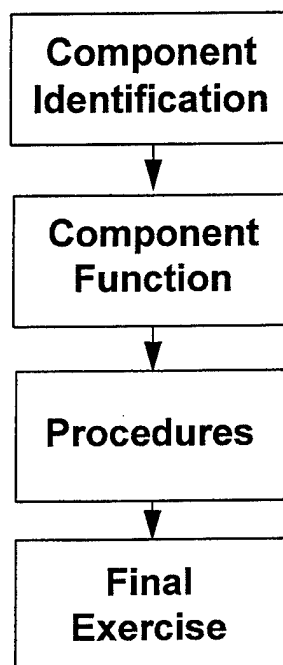 Component
Identification
Component
Function
Procedures
Final
Exercise